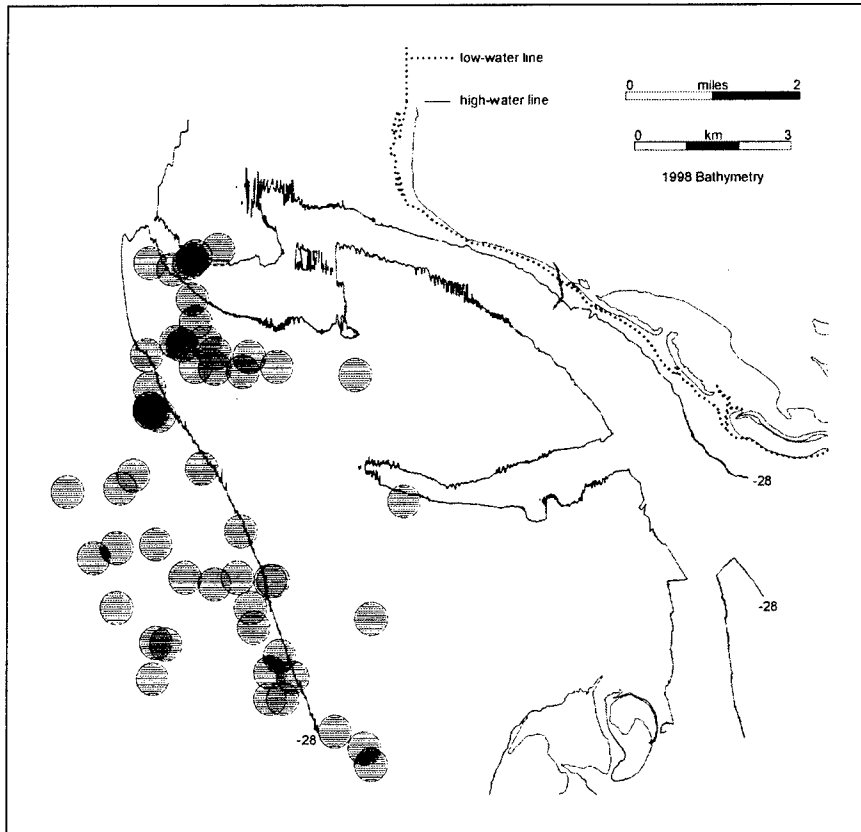 low-water line
high-water line
0 miles 2
0 km 3
1998 Bathymetry
-28
-28
-28